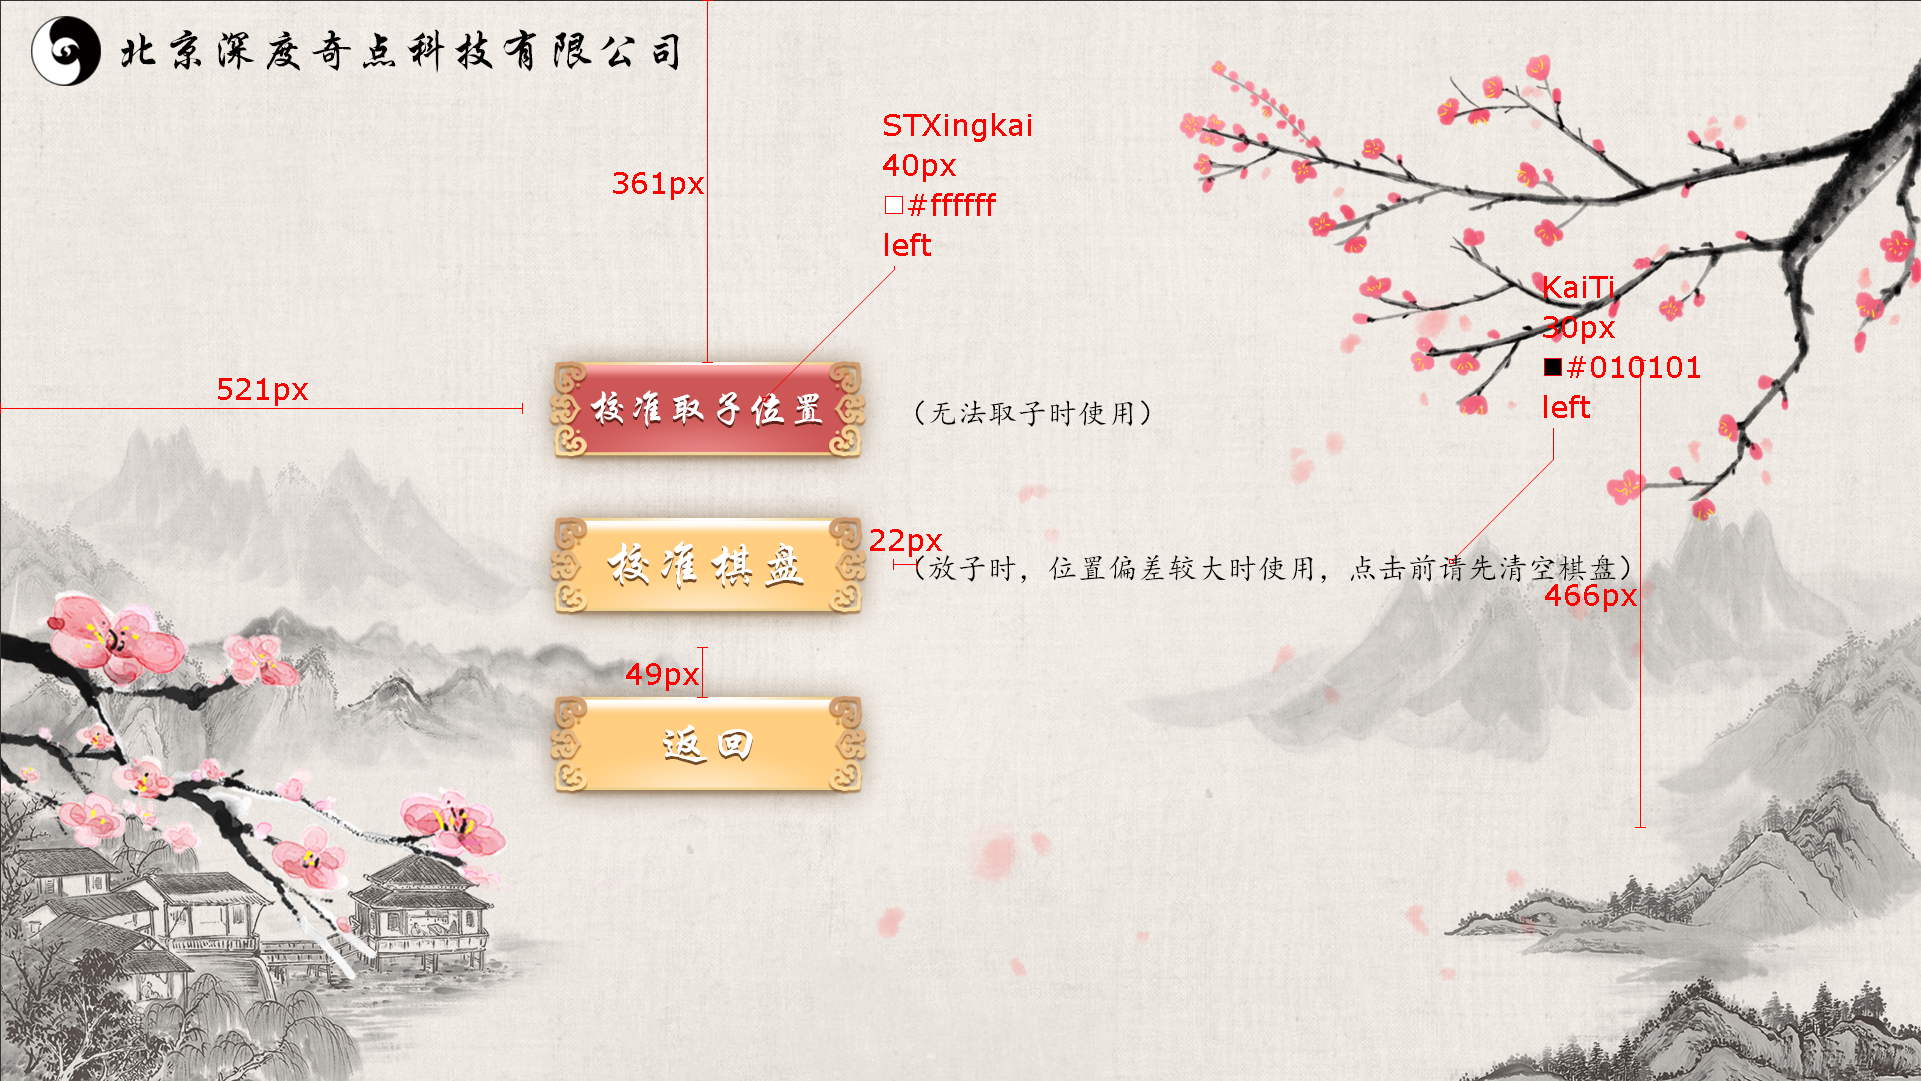 北京深度奇点科技有限公司
STXingkai
40px
#ffffff
left
361px
KaiTi
30px
#010101
left
521px
校准取子位置
（无法取子时使用）
22px
校准棋盘
（放子时，位置偏差较大时使用，点击前请先清空棋盘）
466px
49px
返回